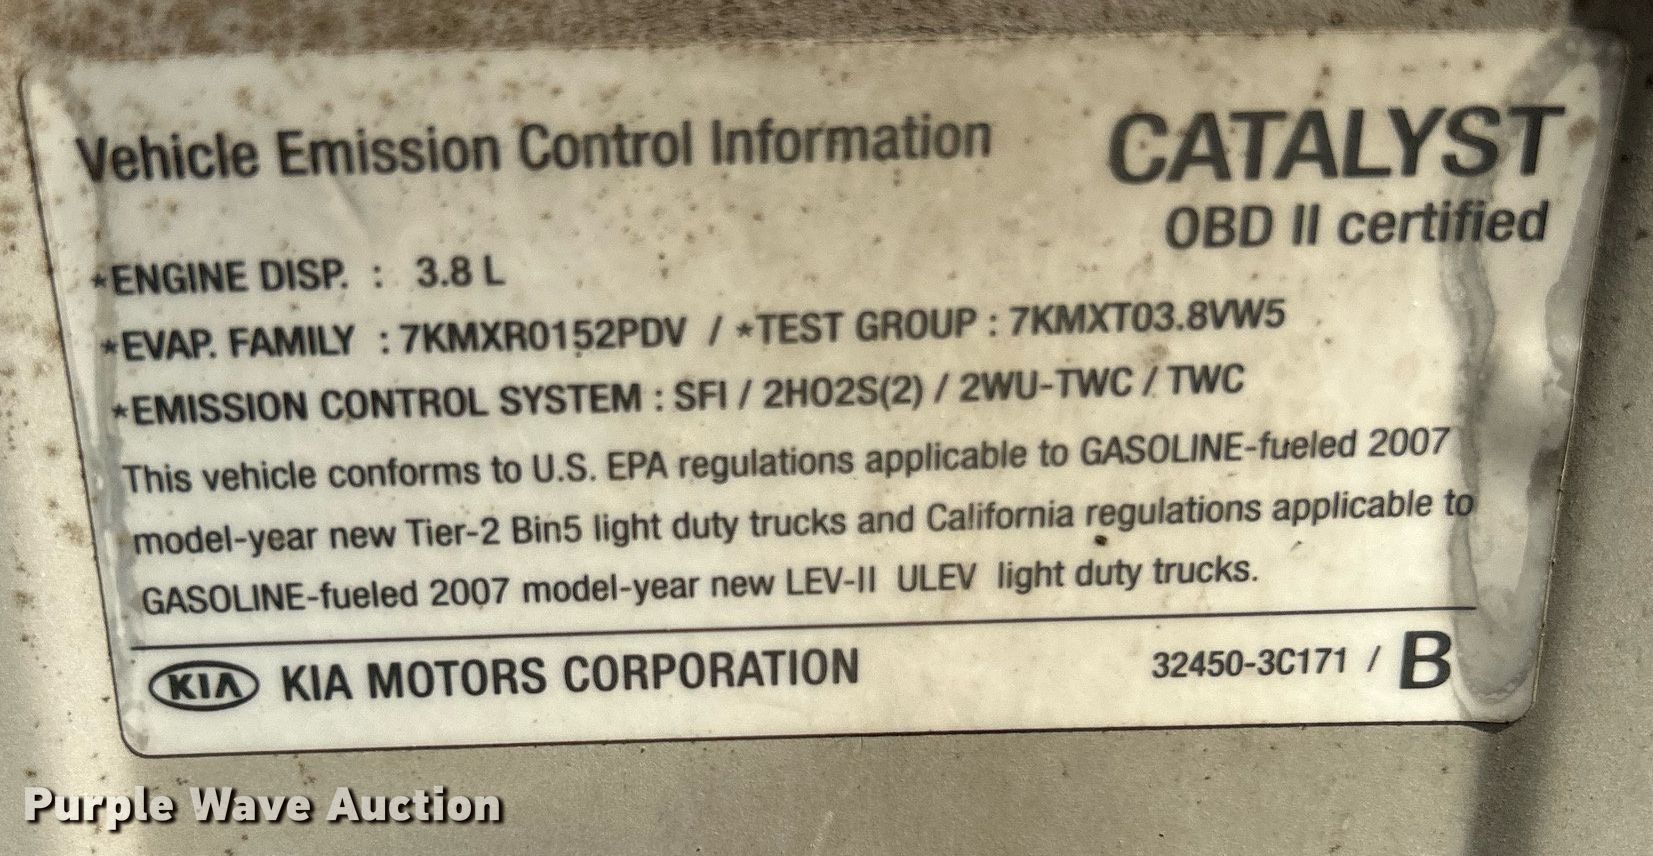 Vehicle Emission Control Information
CATALYST
OBD II certified
*ENGINE DISP. : 3.8 L
*EVAP. FAMILY : 7KMXR0152PDV / *TEST GROUP : 7KMXT03.8VW5
*EMISSION CONTROL SYSTEM : SFI / 2HO2S(2) / 2WU-TWC / TWC
This vehicle conforms to U.S. EPA regulations applicable to GASOLINE-fueled 2007
model-year new Tier-2 Bin5 light duty trucks and California regulations applicable to
GASOLINE-fueled 2007 model-year new LEV-II ULEV light duty trucks.
KIA KIA MOTORS CORPORATION 32450-3C171 / B
Purple Wave Auction